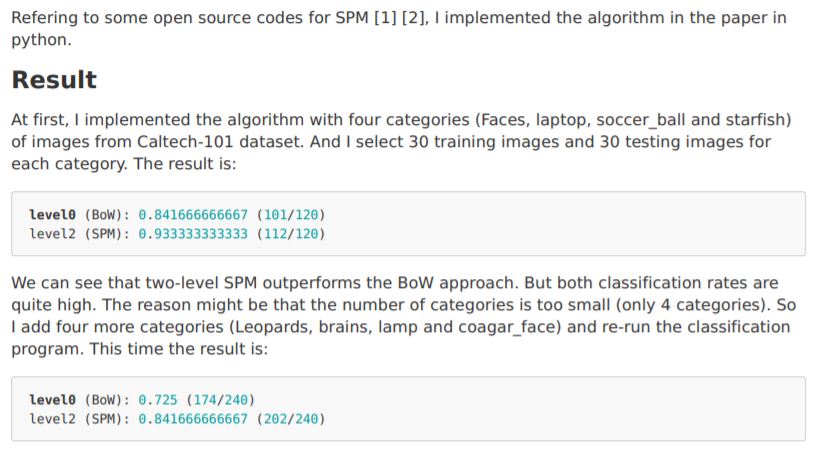 Refering to some open source codes for SPM [1] [2], I implemented the algorithm in the paper in
python.
Result
At first, I implemented the algorithm with four categories (Faces, laptop, soccer_ball and starfish)
of images from Caltech-101 dataset. And I select 30 training images and 30 testing images for
each category. The result is:
level0 (BoW): 0.841666666667 (101/120)
level2 (SPM): 0.933333333333 (112/120)
We can see that two-level SPM outperforms the BoW approach. But both classification rates are
quite high. The reason might be that the number of categories is too small (only 4 categories). So
I add four more categories (Leopards, brains, lamp and coagar_face) and re-run the classification
program. This time the result is:
level0 (BoW): 0.725 (174/240)
level2 (SPM): 0.841666666667 (202/240)